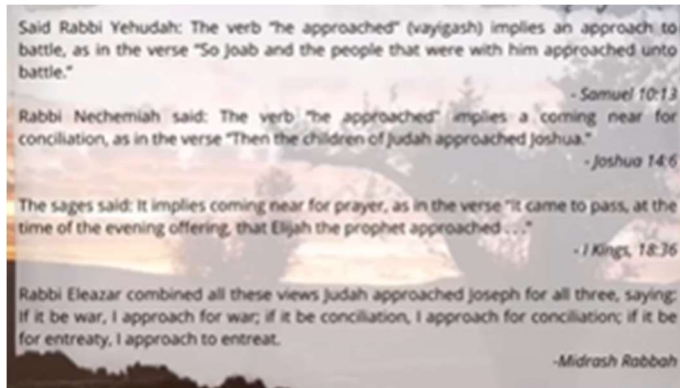 Said Rabbi Yehudah: The verb "he approached" (vayigash) implies an approach to
battle, as in the verse "So Joab and the people that were with him approached unto
battle."
- Samuel 10:13
Rabbi Nechemiah said: The verb "he approached" implies a coming near for
conciliation, as in the verse "Then the children of Judah approached Joshua."
- Joshua 14:6
The sages said: It implies coming near for prayer, as in the verse "It came to pass, at the
time of the evening offering, that Elijah the prophet approached . . ."
- I Kings, 18:36
Rabbi Eleazar combined all these views Judah approached Joseph for all three, saying:
If it be war, I approach for war; if it be conciliation, I approach for conciliation; if it be
for entreaty, I approach to entreat.
-Midrash Rabbah